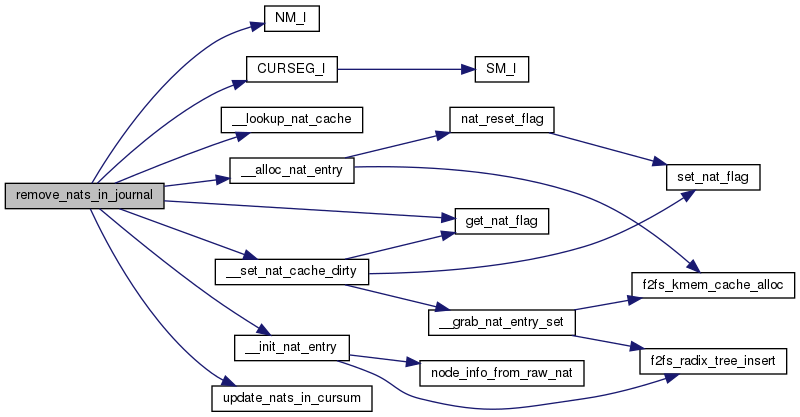 NM_I
CURSEG_I
SM_I
__lookup_nat_cache
nat_reset_flag
__alloc_nat_entry
set_nat_flag
remove_nats_in_journal
get_nat_flag
__set_nat_cache_dirty
f2fs_kmem_cache_alloc
__grab_nat_entry_set
__init_nat_entry
f2fs_radix_tree_insert
node_info_from_raw_nat
update_nats_in_cursum